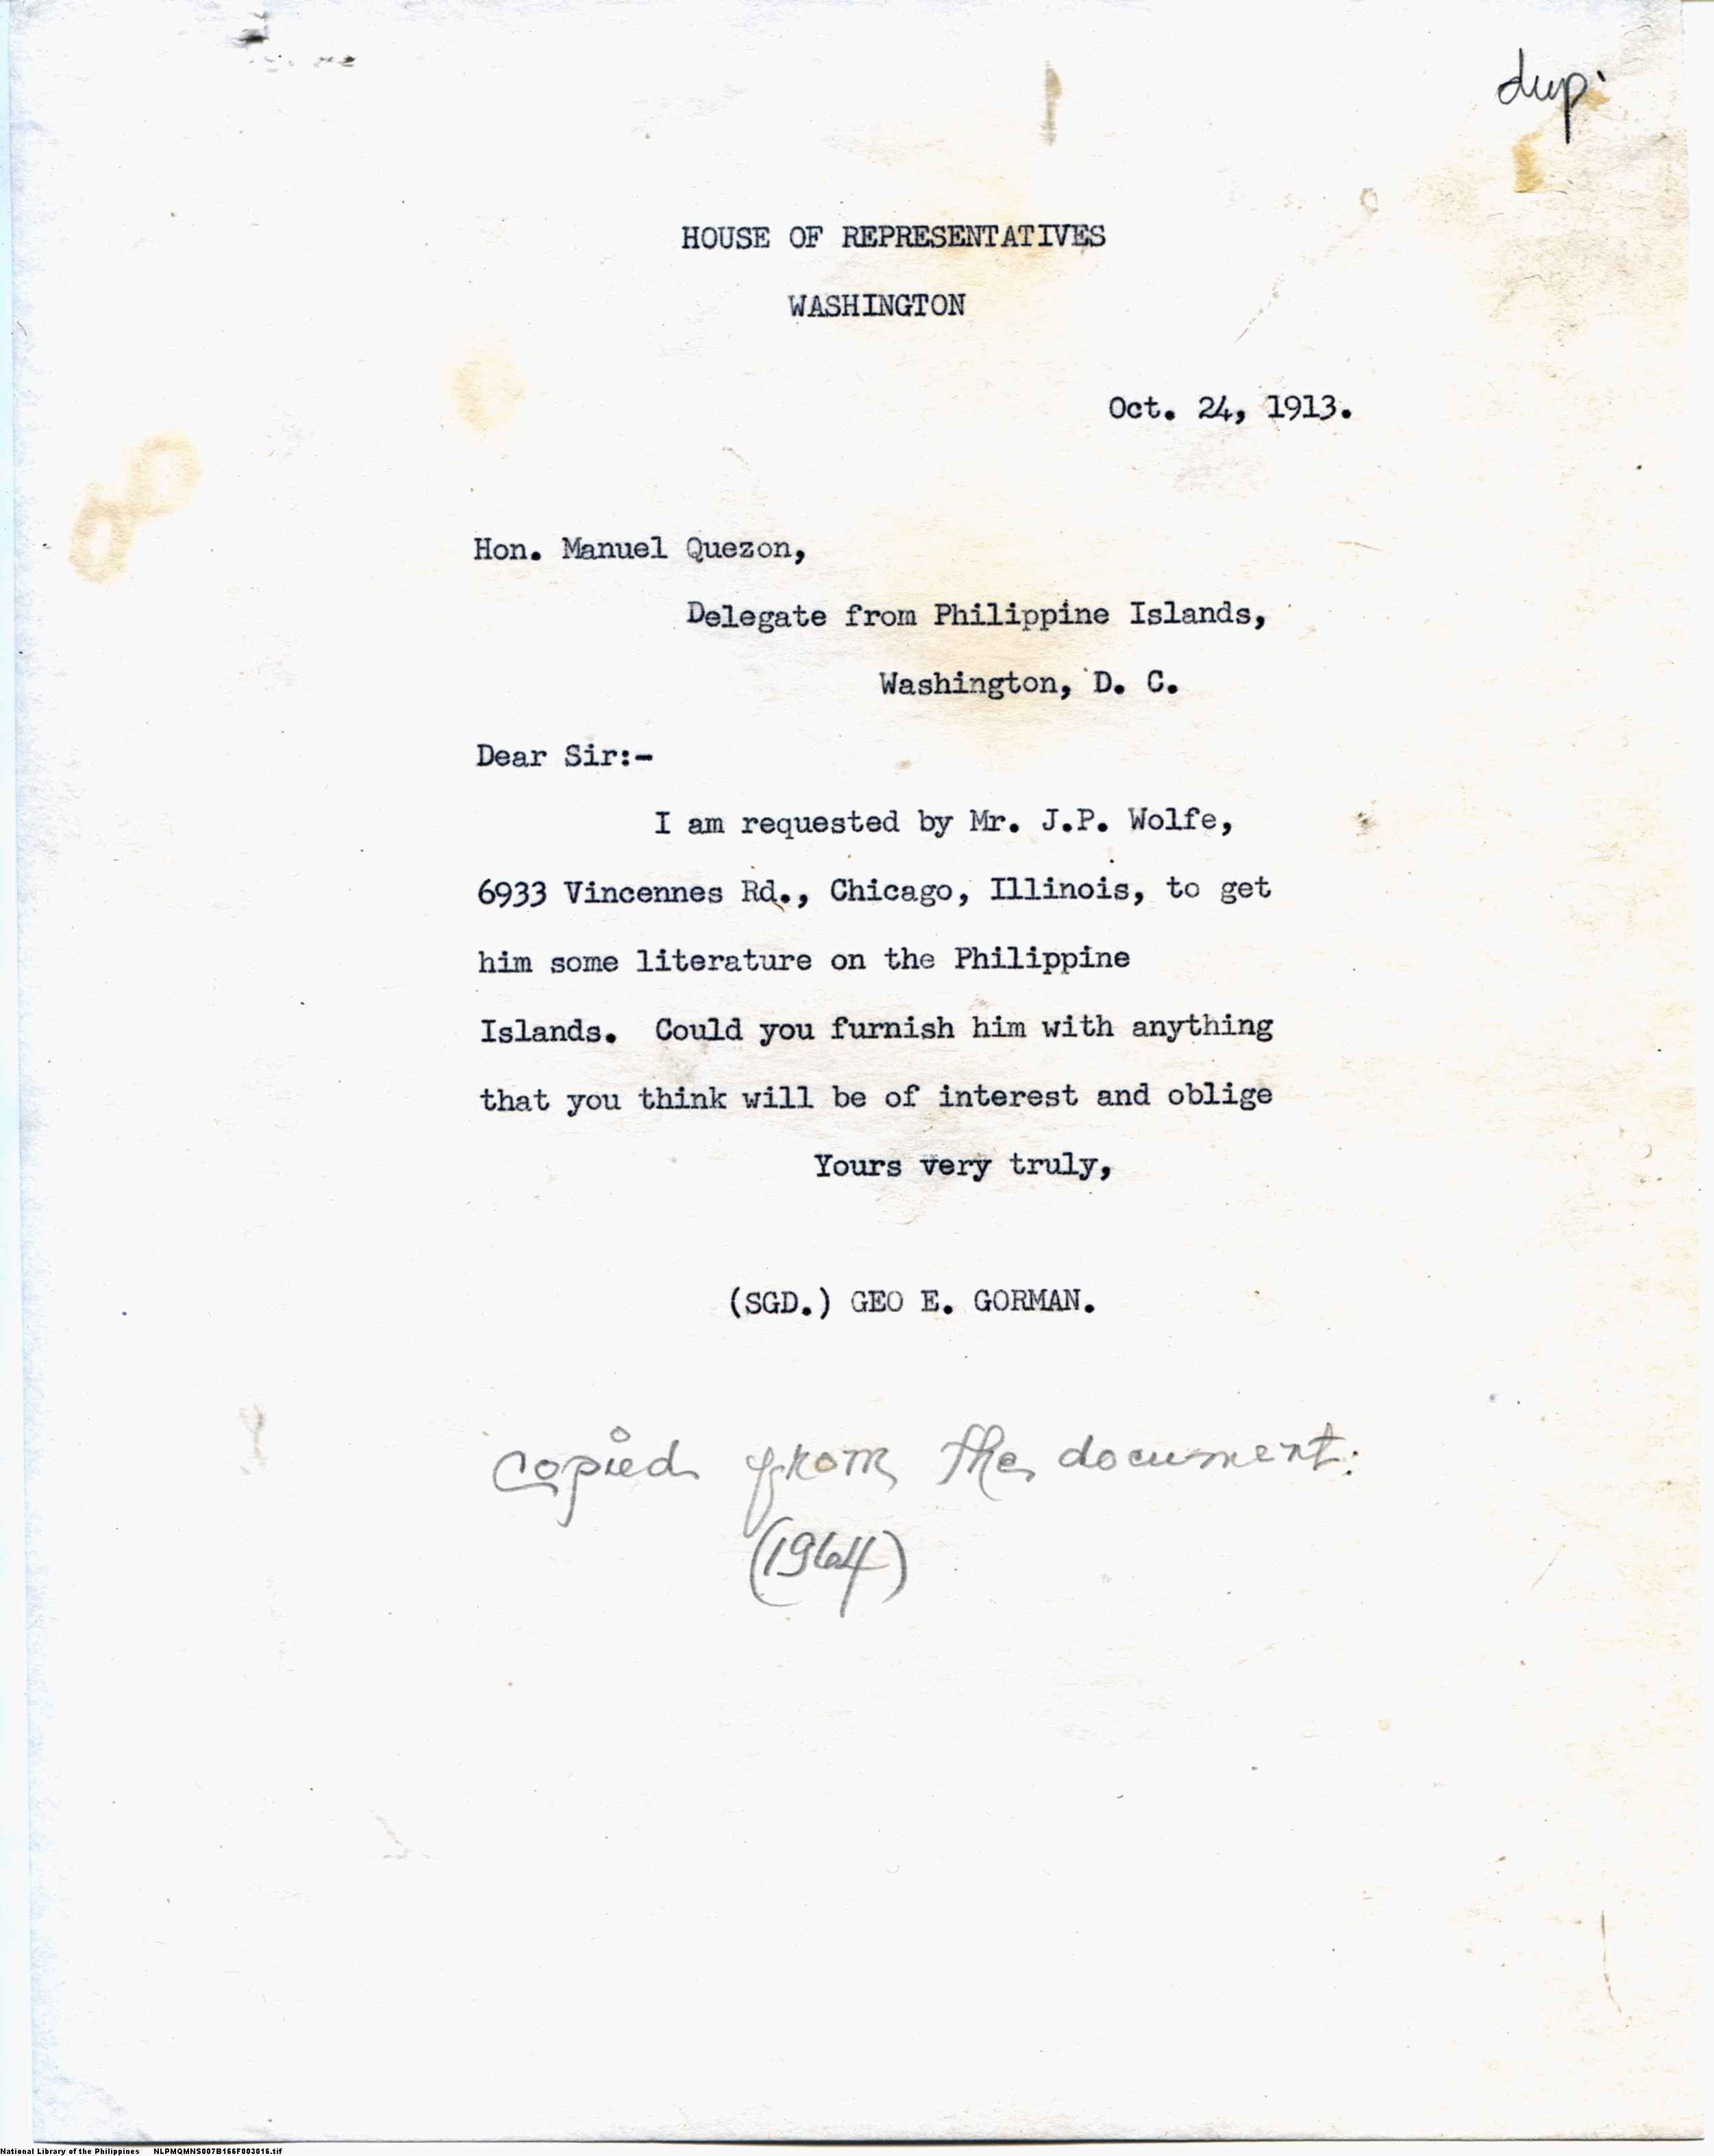 dup.
HOUSE OF REPRESENTATIVES
WASHINGTON
Oct. 24, 1913.
Hon. Manuel Quezon,
Delegate from Philippine Islands,
Washington, D. C.
Dear Sir:-
I am requested by Mr. J.P. Wolfe,
6933 Vincennes Rd., Chicago, Illinois, to get
him some literature on the Philippine
Islands. Could you furnish him with anything
that you think will be of interest and oblige
Yours very truly,
(SGD.) GEO E. GORMAN.
copied from the document.
(1964)
National Library of the Philippines NLPMQMNS007B166F003016.tif